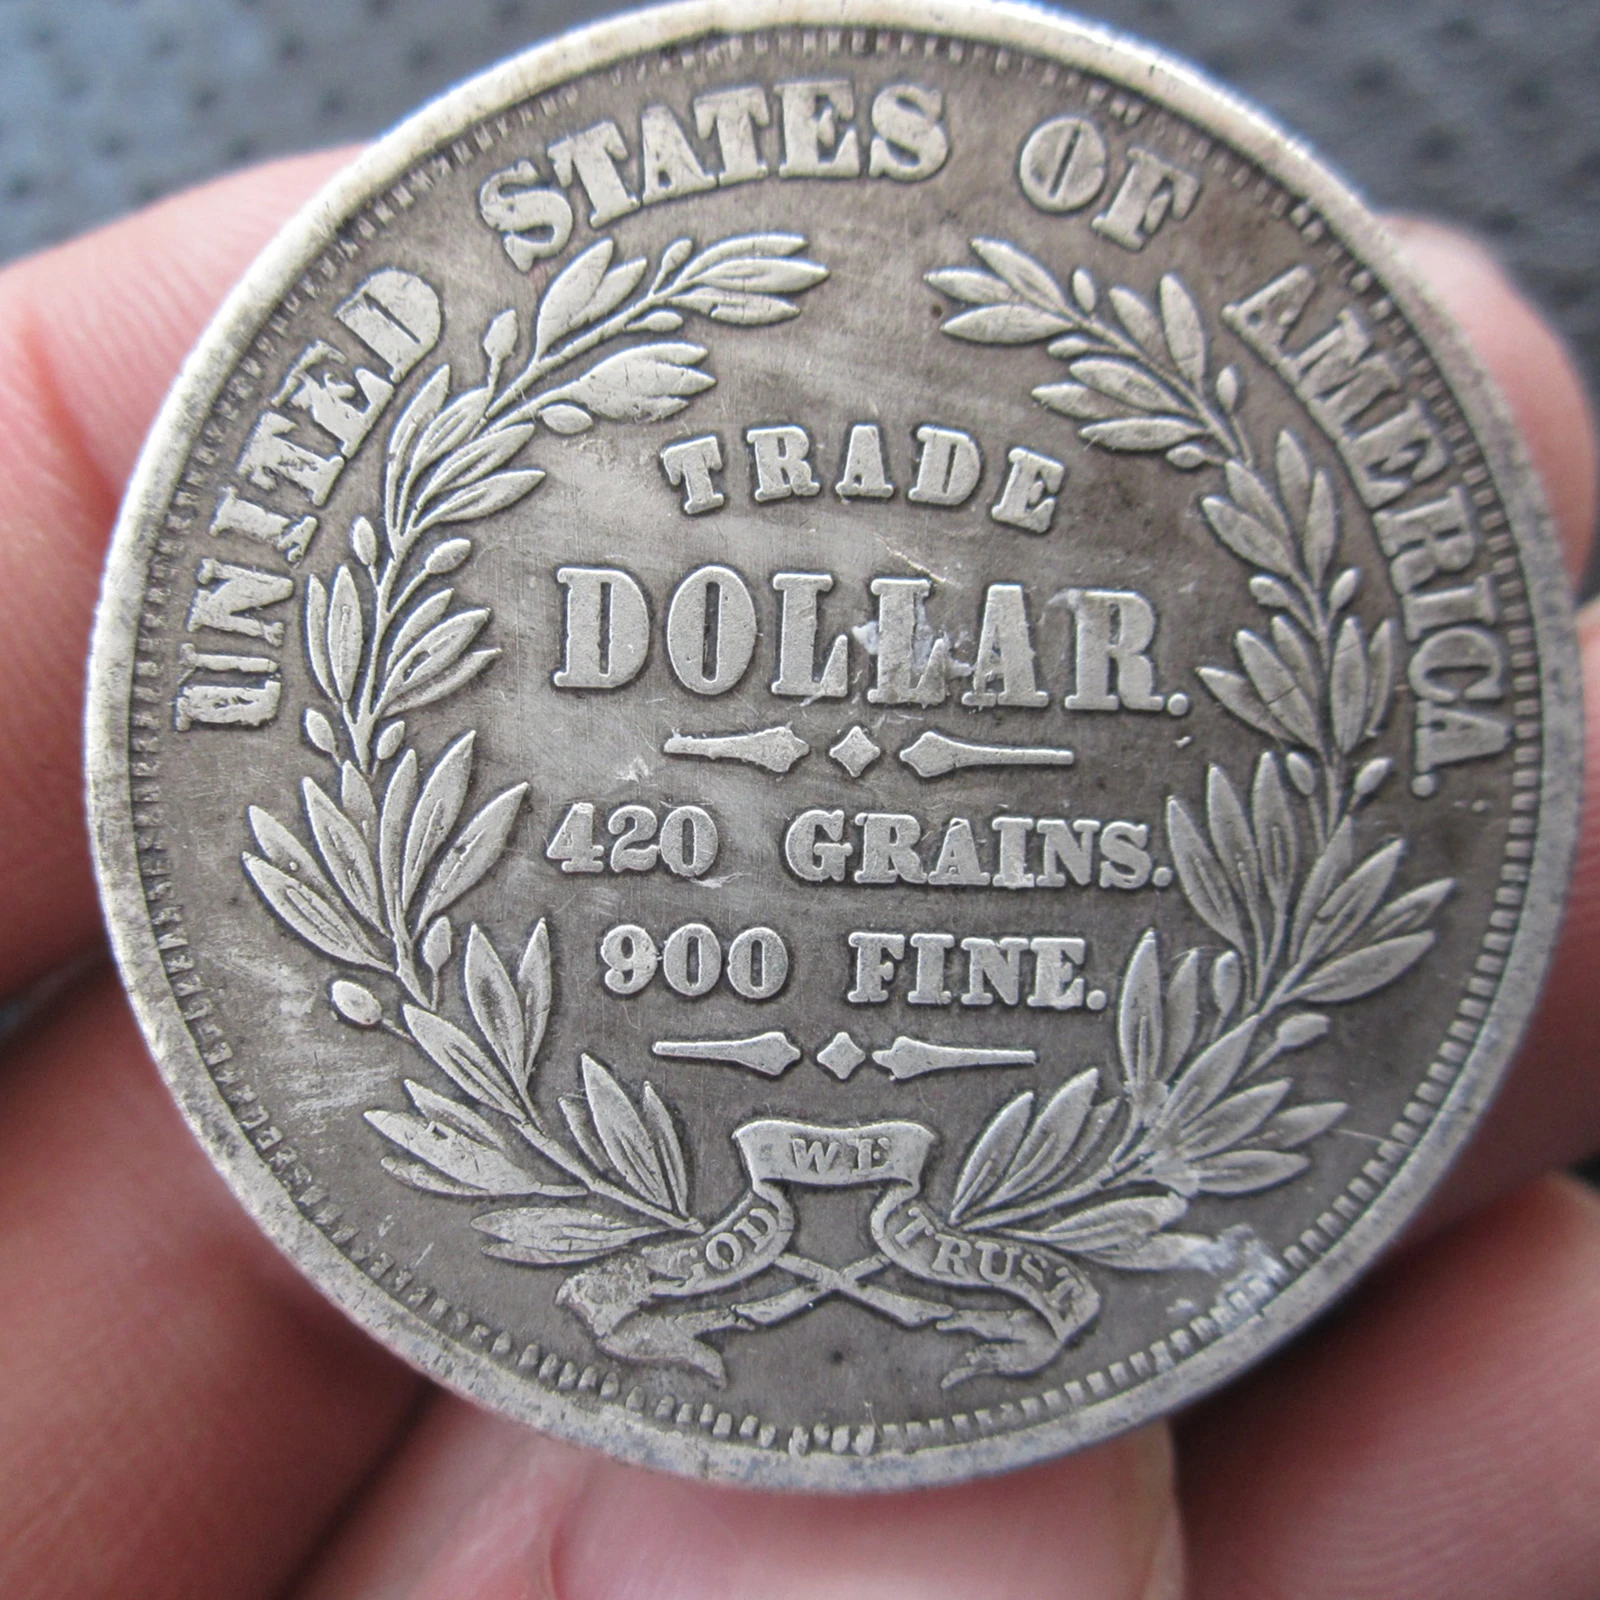 UNITED STATES OF AMERICA.
TRADE
DOLLAR.
420 GRAINS.
900 FINE.
GOD WE TRUST